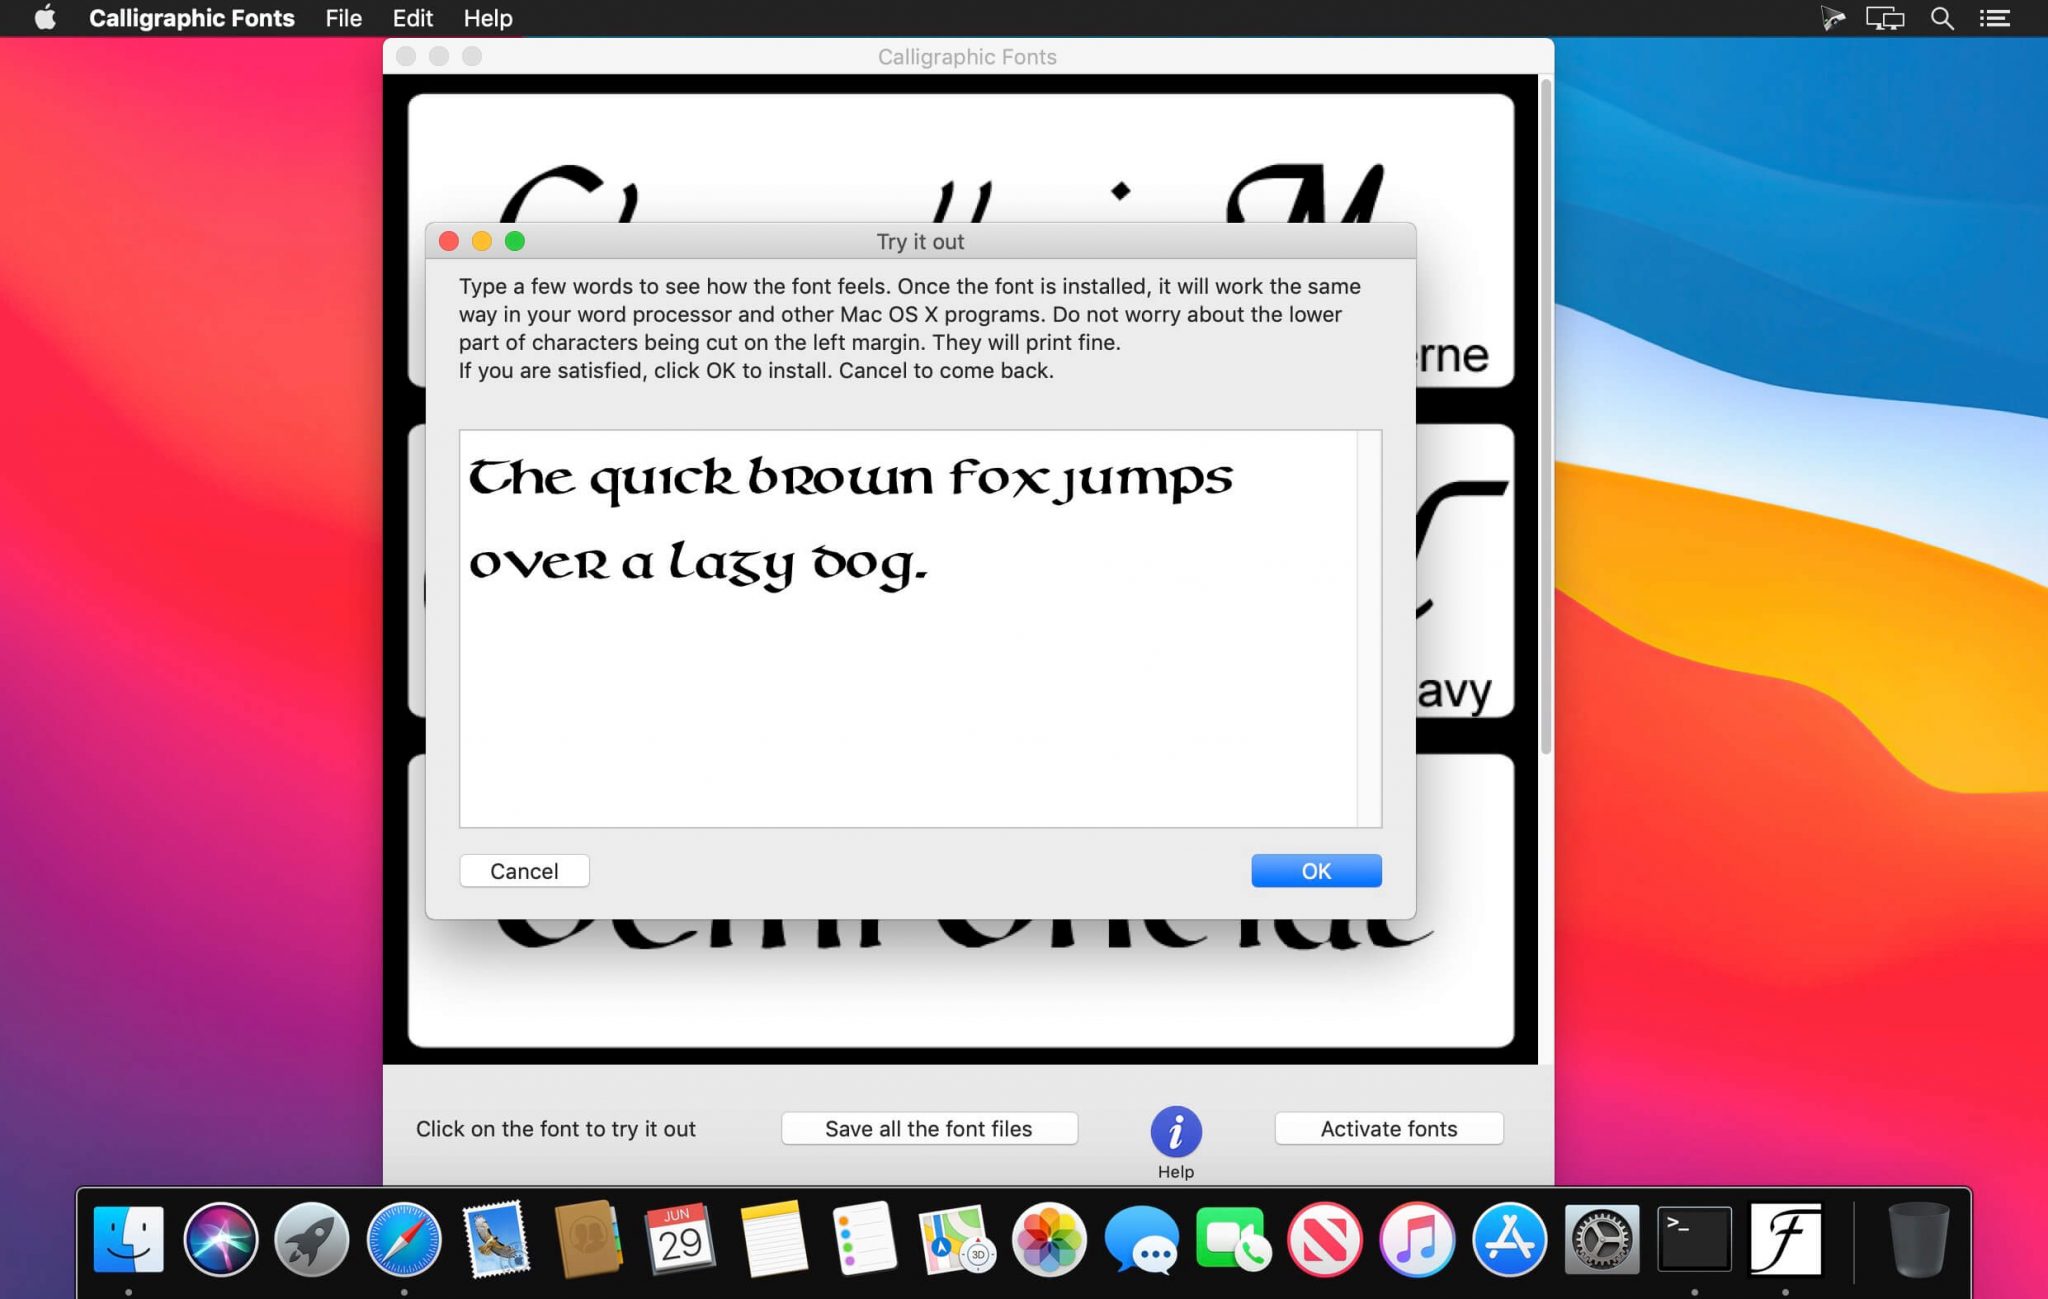 Calligraphic Fonts File Edit Help
Calligraphic Fonts
Try it out
Type a few words to see how the font feels. Once the font is installed, it will work the same
way in your word processor and other Mac OS X programs. Do not worry about the lower
part of characters being cut on the left margin. They will print fine.
If you are satisfied, click OK to install. Cancel to come back.
rne
The quick brown fox jumps
over a lazy dog.
avy
Cancel OK
Click on the font to try it out Save all the font files Activate fonts
Help
JUN
29
3D
>_
F